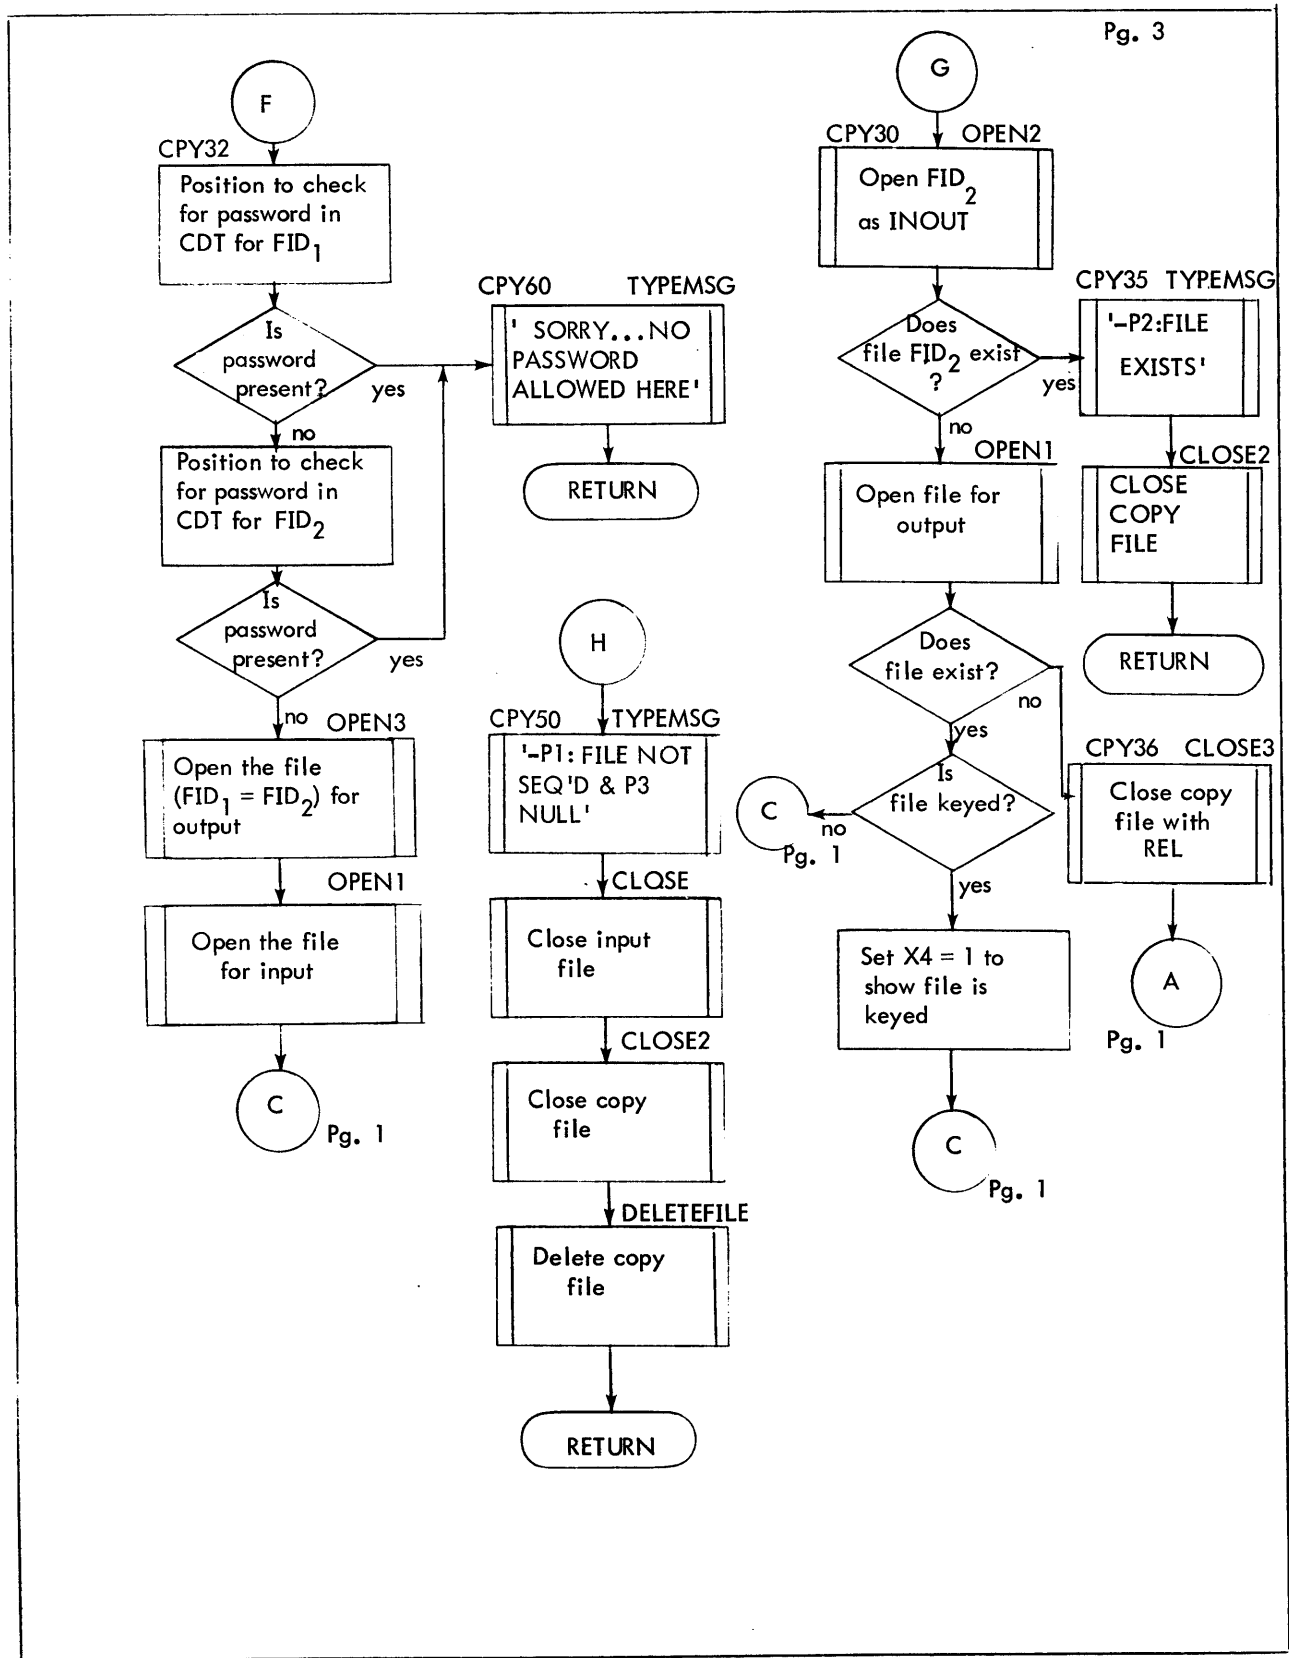 Pg. 3
F
CPY32
Position to check
for password in
CDT for FID1
Is
password
present?
yes
no
Position to check
for password in
CDT for FID2
Is
password
present?
yes
no
OPEN3
Open the file
(FID1 = FID2) for
output
OPEN1
Open the file
for input
C
Pg. 1
CPY60 TYPEMSG
' SORRY...NO
PASSWORD
ALLOWED HERE'
RETURN
H
CPY50 TYPEMSG
'-P1: FILE NOT
SEQ'D & P3
NULL'
CLOSE
Close input
file
CLOSE2
Close copy
file
DELETEFILE
Delete copy
file
RETURN
G
CPY30 OPEN2
Open FID2
as INOUT
Does
file FID2 exist
?
yes
no
OPEN1
Open file for
output
Does
file exist?
no
yes
Is
file keyed?
no
C
Pg. 1
yes
Set X4 = 1 to
show file is
keyed
C
Pg. 1
CPY35 TYPEMSG
'-P2:FILE
EXISTS'
CLOSE2
CLOSE
COPY
FILE
RETURN
CPY36 CLOSE3
Close copy
file with
REL
A
Pg. 1